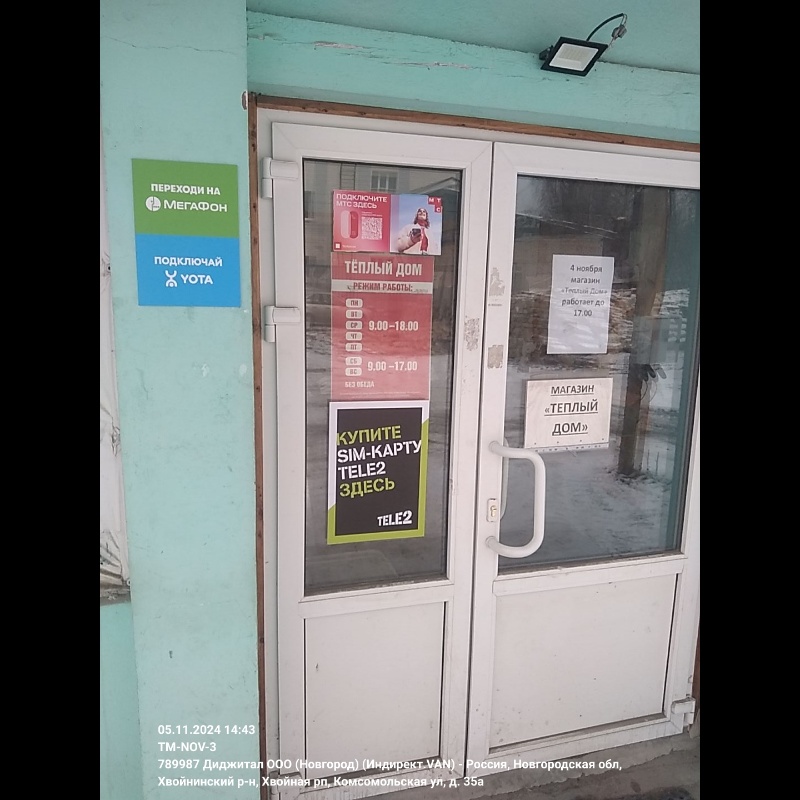 ПЕРЕХОДИ НА
МЕГАФОН
ПОДКЛЮЧАЙ
YOTA
ПОДКЛЮЧИТЕ
МТС ЗДЕСЬ
МТС
ТЁПЛЫЙ ДОМ
РЕЖИМ РАБОТЫ:
ПН
ВТ
СР
ЧТ
ПТ
9.00–18.00
СБ
ВС
9.00–17.00
БЕЗ ОБЕДА
КУПИТЕ
SIM-КАРТУ
TELE2
ЗДЕСЬ
TELE2
4 ноября
магазин
«Теплый Дом»
работает до
17.00
МАГАЗИН
«ТЕПЛЫЙ
ДОМ»
05.11.2024 14:43
TM-NOV-3
789987 Диджитал ООО (Новгород) (Индирект.VAN) - Россия, Новгородская обл,
Хвойнинский р-н, Хвойная рп, Комсомольская ул, д. 35а